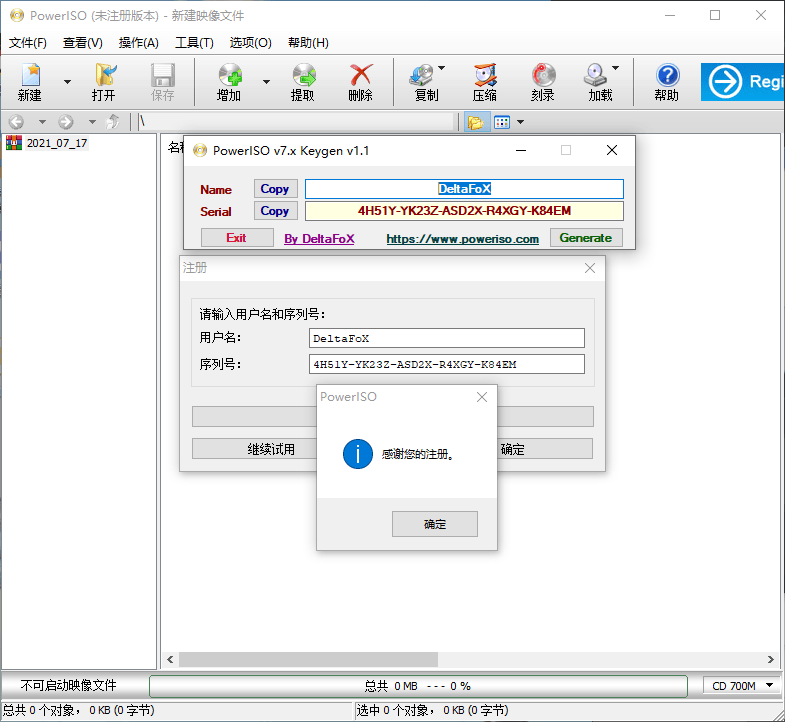 PowerISO (未注册版本) - 新建映像文件
文件(F) 查看(V) 操作(A) 工具(T) 选项(O) 帮助(H)
新建 打开 保存 增加 提取 删除 复制 压缩 刻录 加载 帮助 Regi
\
2021_07_17
PowerISO v7.x Keygen v1.1
Name Copy DeltaFoX
Serial Copy 4H51Y-YK23Z-ASD2X-R4XGY-K84EM
Exit By DeltaFoX https://www.poweriso.com Generate
注册
请输入用户名和序列号:
用户名: DeltaFoX
序列号: 4H51Y-YK23Z-ASD2X-R4XGY-K84EM
继续试用 确定
PowerISO
感谢您的注册。
确定
不可启动映像文件 总共 0 MB --- 0 % CD 700M
总共 0 个对象， 0 KB (0 字节) 选中 0 个对象， 0 KB (0 字节)